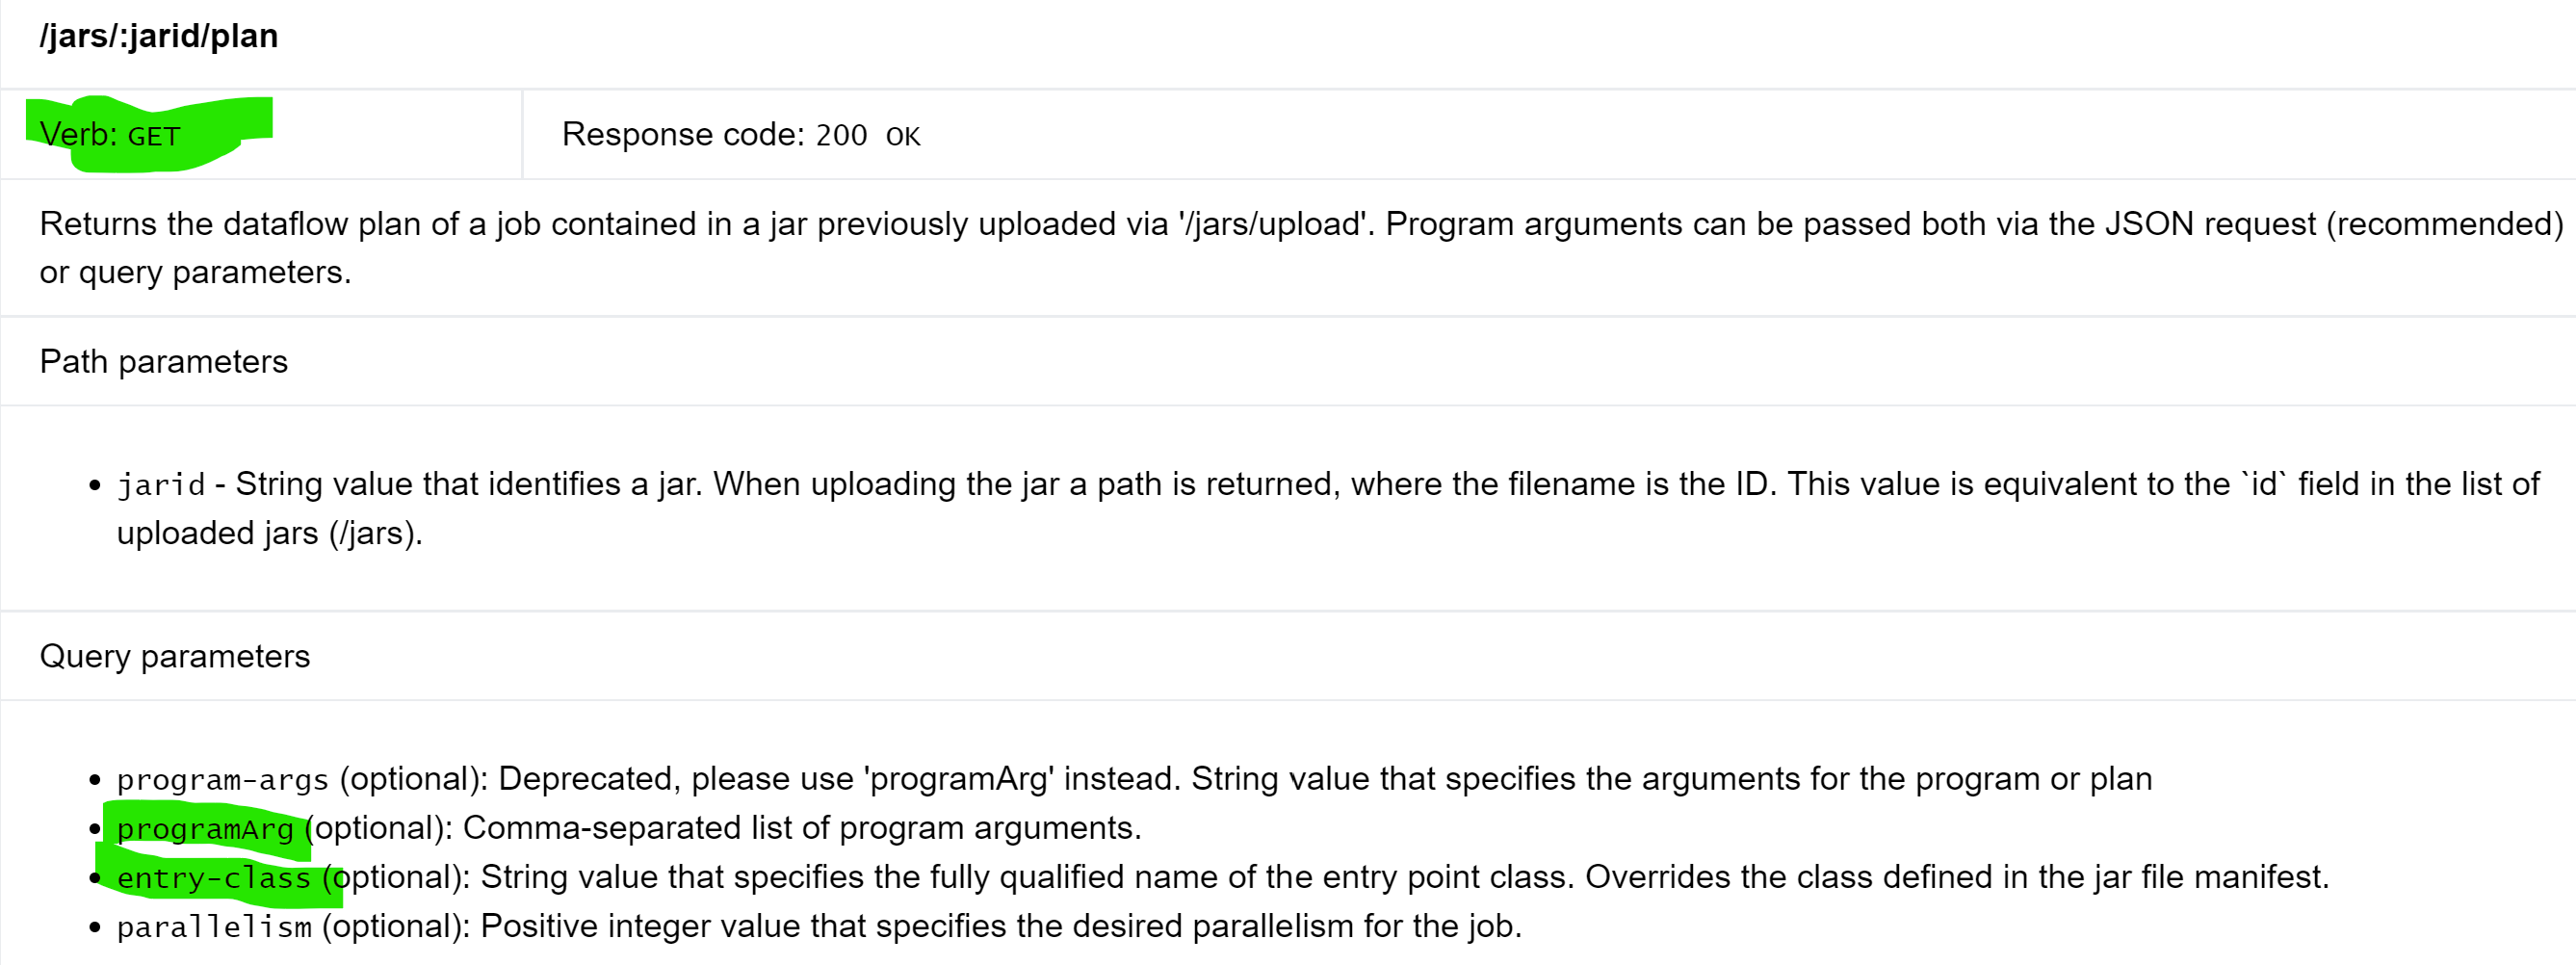 /jars/:jarid/plan
Verb: GET
Response code: 200 OK
Returns the dataflow plan of a job contained in a jar previously uploaded via '/jars/upload'. Program arguments can be passed both via the JSON request (recommended)
or query parameters.
Path parameters
• jarid - String value that identifies a jar. When uploading the jar a path is returned, where the filename is the ID. This value is equivalent to the `id` field in the list of
uploaded jars (/jars).
Query parameters
• program-args (optional): Deprecated, please use 'programArg' instead. String value that specifies the arguments for the program or plan
• programArg (optional): Comma-separated list of program arguments.
• entry-class (optional): String value that specifies the fully qualified name of the entry point class. Overrides the class defined in the jar file manifest.
• parallelism (optional): Positive integer value that specifies the desired parallelism for the job.